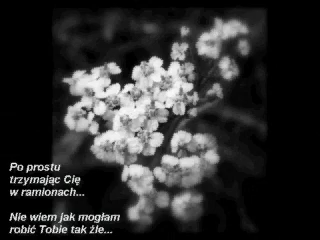 Po prostu
trzymając Cię
w ramionach...
Nie wiem jak mogłam
robić Tobie tak źle...